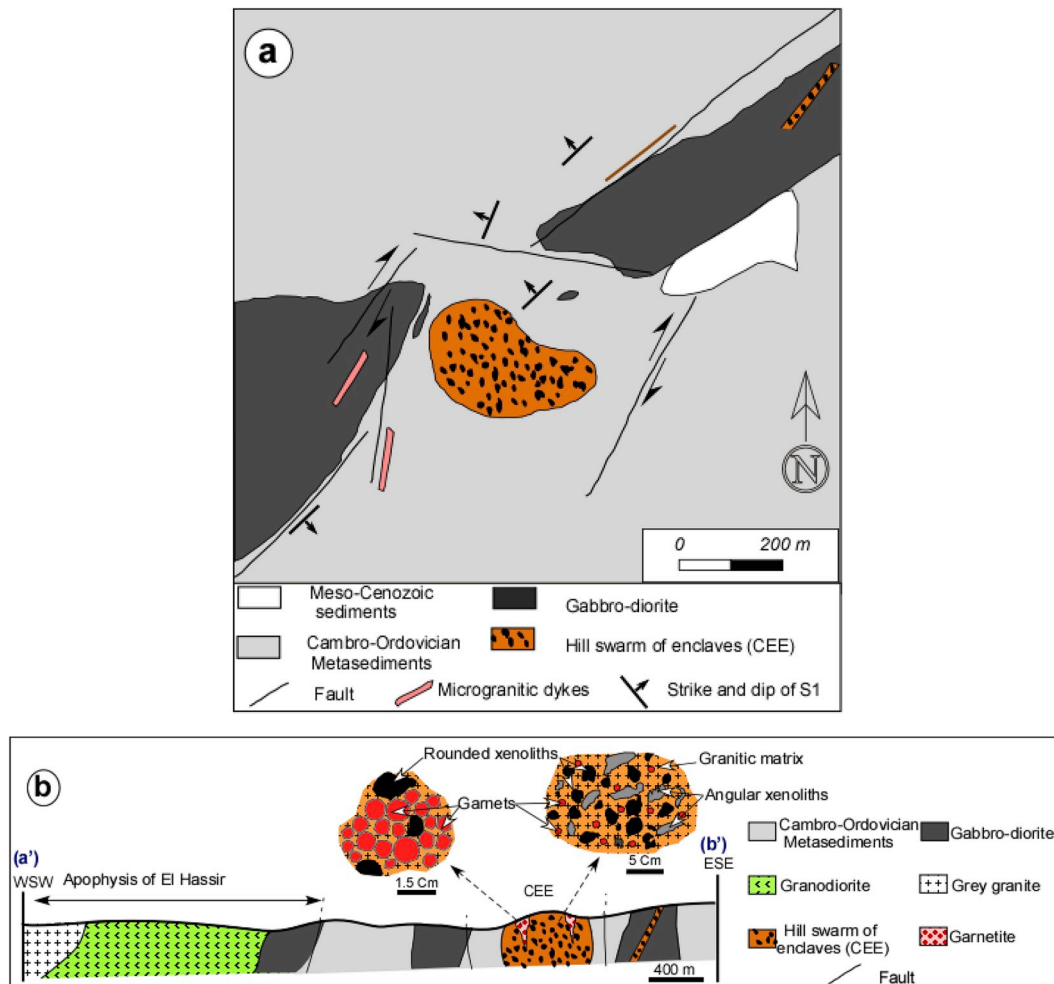 a
N
0 200 m
Meso-Cenozoic
sediments
Gabbro-diorite
Cambro-Ordovician
Metasediments
Hill swarm of enclaves (CEE)
Fault
Microgranitic dykes
Strike and dip of S1
b
Rounded xenoliths
Granitic matrix
Garnets
Angular xenoliths
1.5 Cm
5 Cm
(a')
WSW
Apophysis of El Hassir
CEE
(b')
ESE
400 m
Cambro-Ordovician
Metasediments
Gabbro-diorite
Granodiorite
Grey granite
Hill swarm of
enclaves (CEE)
Garnetite
Fault